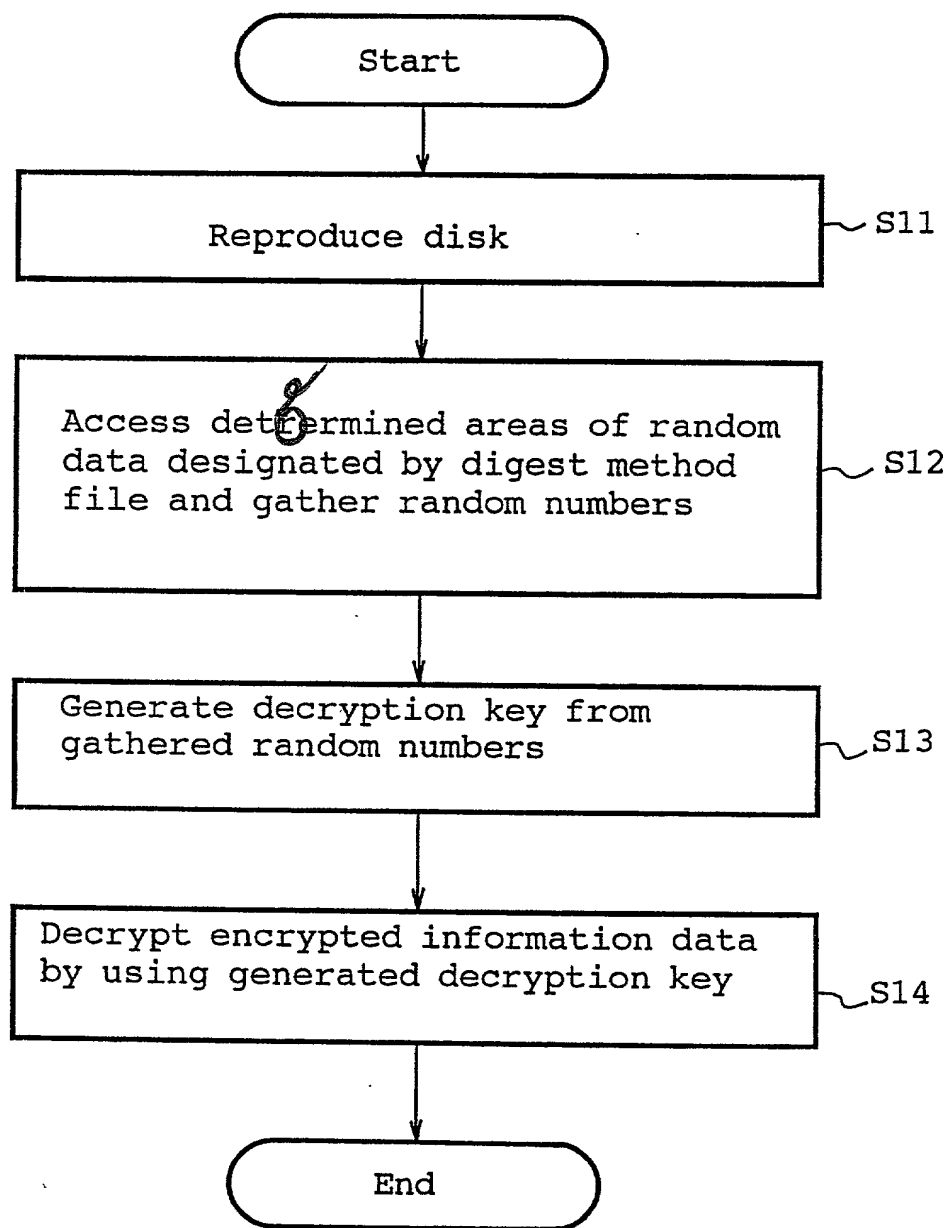 Start
Reproduce disk
S11
Access detrermined areas of random
data designated by digest method
file and gather random numbers
S12
Generate decryption key from
gathered random numbers
S13
Decrypt encrypted information data
by using generated decryption key
S14
End